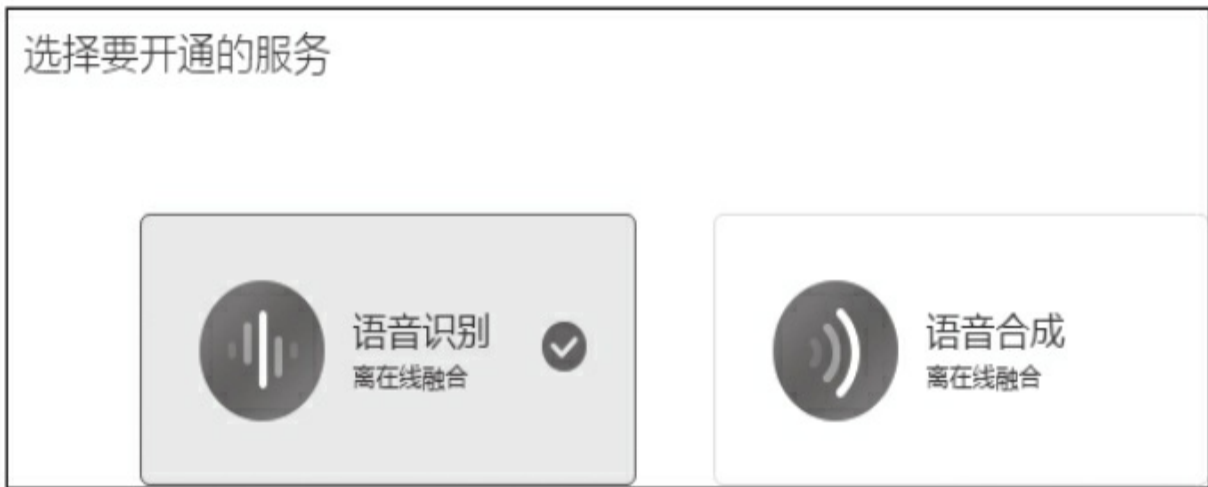 选择要开通的服务
语音识别
离在线融合
语音合成
离在线融合